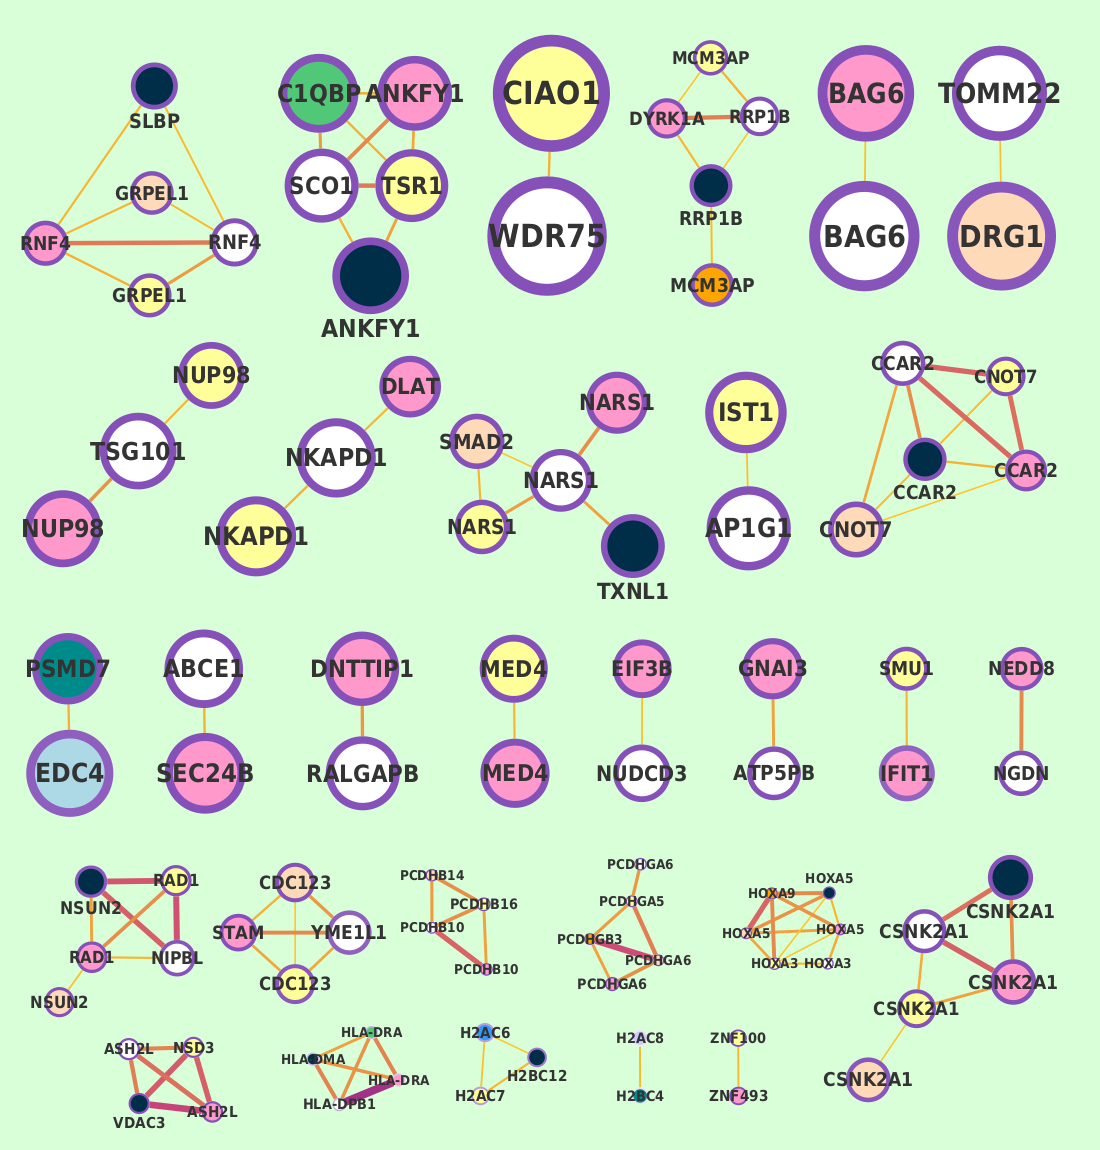 SLBP
GRPEL1
RNF4
RNF4
GRPEL1
C1QBP
ANKFY1
SCO1
TSR1
ANKFY1
CIAO1
WDR75
MCM3AP
DYRK1A
RRP1B
RRP1B
MCM3AP
BAG6
BAG6
TOMM22
DRG1
NUP98
TSG101
NUP98
DLAT
NKAPD1
NKAPD1
NARS1
SMAD2
NARS1
NARS1
TXNL1
IST1
AP1G1
CCAR2
CNOT7
CCAR2
CCAR2
CNOT7
PSMD7
EDC4
ABCE1
SEC24B
DNTTIP1
RALGAPB
MED4
MED4
EIF3B
NUDCD3
GNAI3
ATP5PB
SMU1
IFIT1
NEDD8
NGDN
NSUN2
RAD1
RAD1
NIPBL
NSUN2
CDC123
STAM
YME1L1
CDC123
PCDHB14
PCDHB16
PCDHB10
PCDHB10
PCDHGA6
PCDHGA5
PCDHGB3
PCDHGA6
PCDHGA6
HOXA5
HOXA9
HOXA5
HOXA5
HOXA3
HOXA3
CSNK2A1
CSNK2A1
CSNK2A1
CSNK2A1
CSNK2A1
ASH2L
NSD3
VDAC3
ASH2L
HLA-DRA
HLA-DMA
HLA-DRA
HLA-DPB1
H2AC6
H2BC12
H2AC7
H2AC8
H2BC4
ZNF100
ZNF493